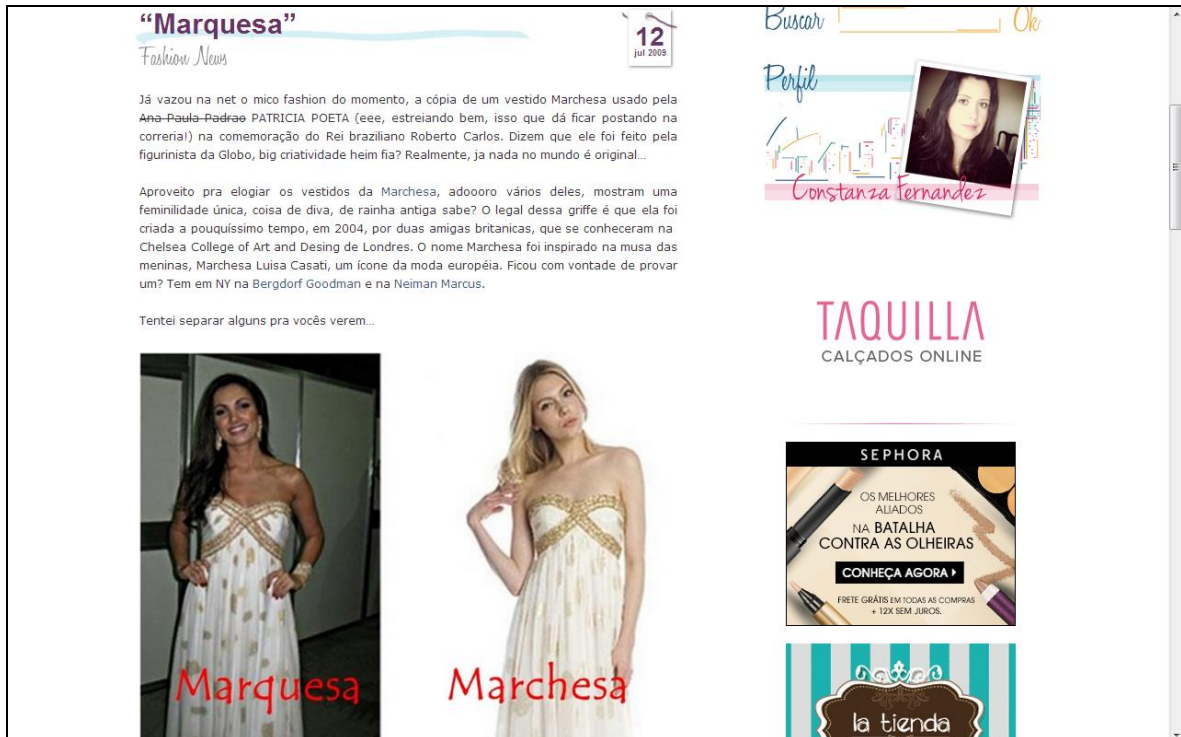 “Marquesa”
Fashion News
12
jul 2009
Já vazou na net o mico fashion do momento, a cópia de um vestido Marchesa usado pela
Ana Paula Padrao PATRICIA POETA (eee, estreiando bem, isso que dá ficar postando na
correria!) na comemoração do Rei braziliano Roberto Carlos. Dizem que ele foi feito pela
figurinista da Globo, big criatividade heim fia? Realmente, ja nada no mundo é original...
Aproveito pra elogiar os vestidos da Marchesa, adoooro vários deles, mostram uma
feminilidade única, coisa de diva, de rainha antiga sabe? O legal dessa griffe é que ela foi
criada a pouquíssimo tempo, em 2004, por duas amigas britanicas, que se conheceram na
Chelsea College of Art and Desing de Londres. O nome Marchesa foi inspirado na musa das
meninas, Marchesa Luisa Casati, um ícone da moda européia. Ficou com vontade de provar
um? Tem em NY na Bergdorf Goodman e na Neiman Marcus.
Tentei separar alguns pra vocês verem...
Marquesa
Marchesa
Buscar
Ok
Perfil
Constanza Fernandez
TAQUILLA
CALÇADOS ONLINE
SEPHORA
OS MELHORES
ALIADOS
NA BATALHA
CONTRA AS OLHEIRAS
CONHEÇA AGORA
FRETE GRÁTIS EM TODAS AS COMPRAS
+ 12X SEM JUROS.
la tienda